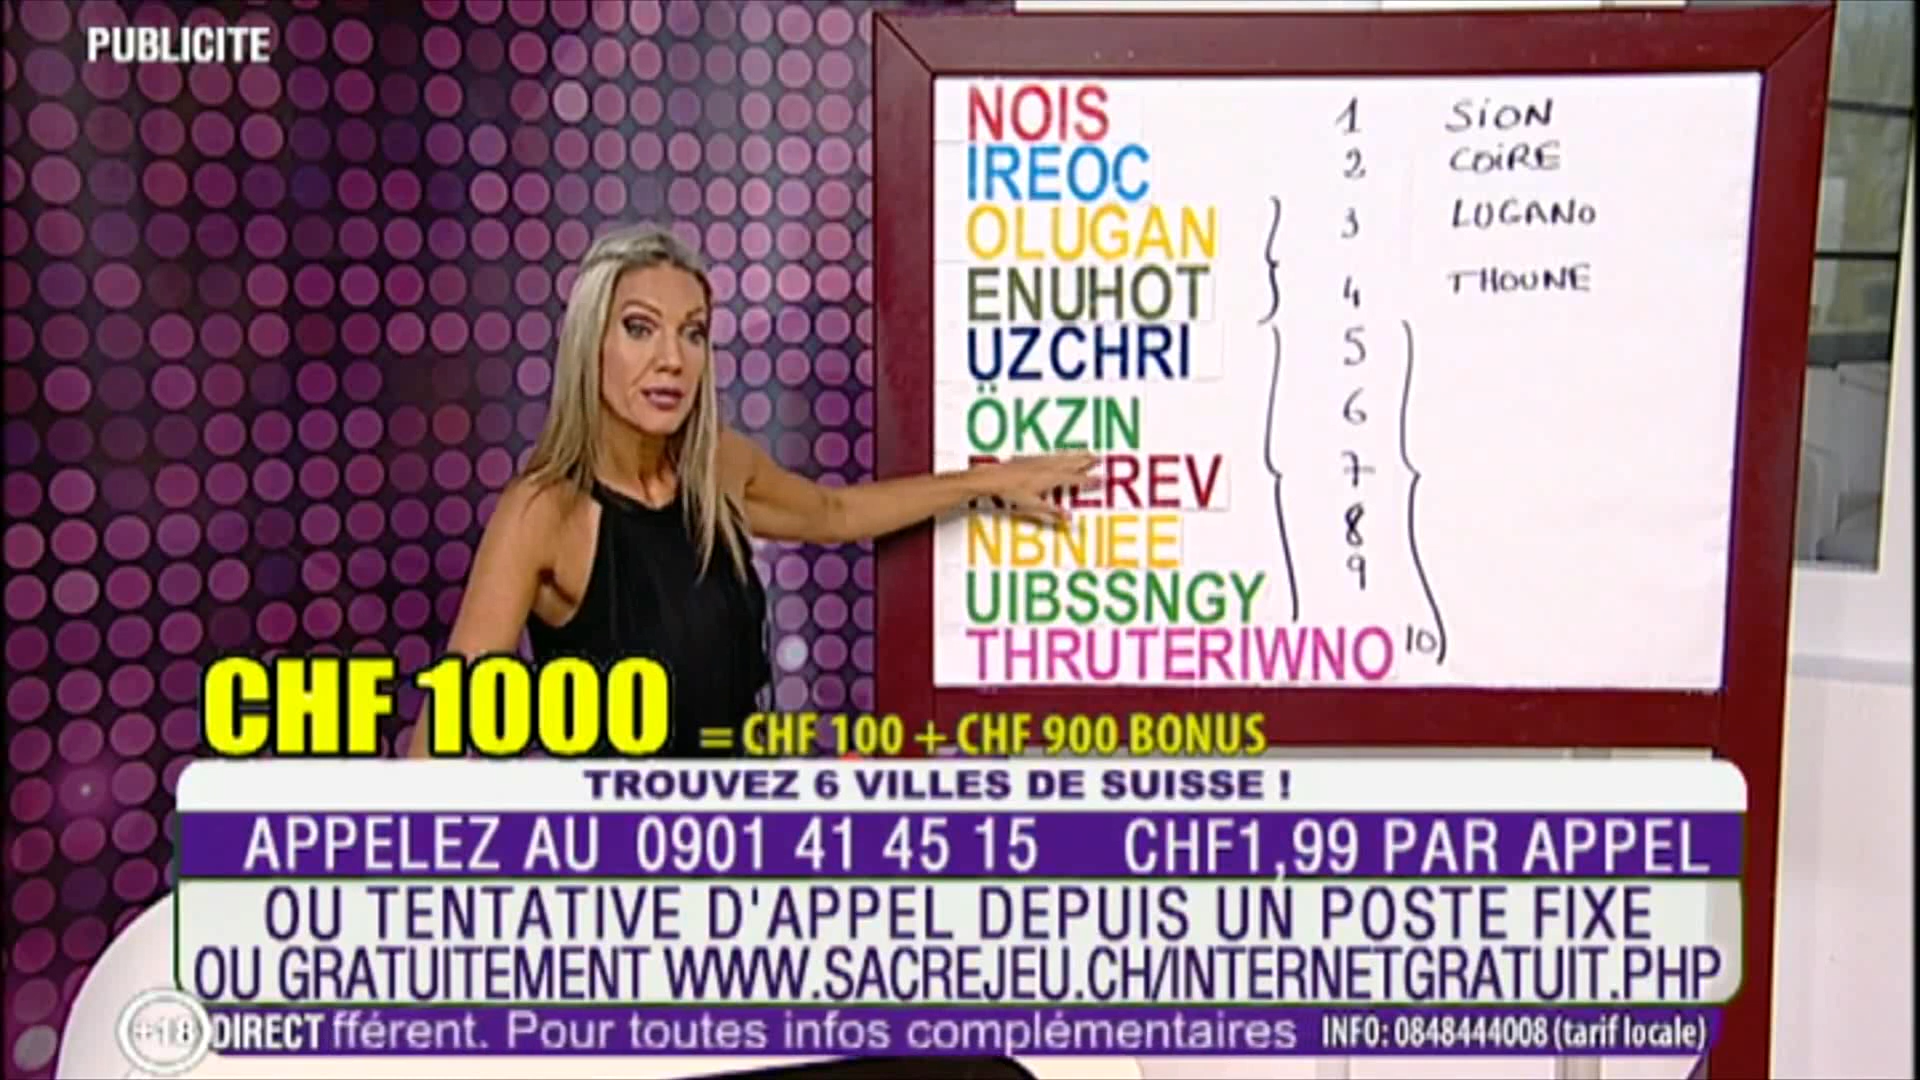 PUBLICITE
NOIS 1 SiON
IREOC 2 COiRE
OLUGAN 3 LUGANO
ENUHOT 4 THOUNE
UZCHRI 5
ÖKZIN 6
EREV 7
NBNIEE 8
UIBSSNGY 9
THRUTERIWNO 10
CHF 1000 = CHF 100 + CHF 900 BONUS
TROUVEZ 6 VILLES DE SUISSE !
APPELEZ AU 0901 41 45 15 CHF1,99 PAR APPEL
OU TENTATIVE D'APPEL DEPUIS UN POSTE FIXE
OU GRATUITEMENT WWW.SACREJEU.CH/INTERNETGRATUIT.PHP
+18 DIRECT fférent. Pour toutes infos complémentaires INFO: 0848444008 (tarif locale)